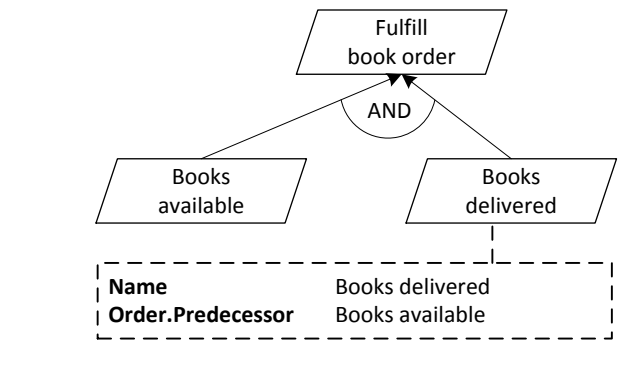 Fulfill
book order
AND
Books
available
Books
delivered
Name Books delivered
Order.Predecessor Books available